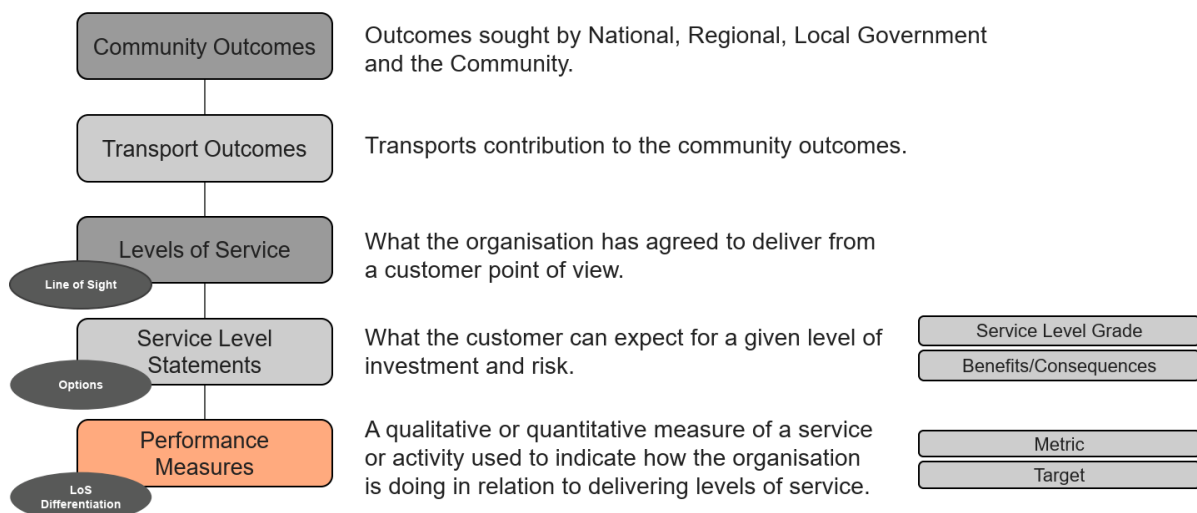 Community Outcomes
Outcomes sought by National, Regional, Local Government
and the Community.
Transport Outcomes
Transports contribution to the community outcomes.
Levels of Service
What the organisation has agreed to deliver from
a customer point of view.
Line of Sight
Service Level
Statements
What the customer can expect for a given level of
investment and risk.
Service Level Grade
Benefits/Consequences
Options
Performance
Measures
A qualitative or quantitative measure of a service
or activity used to indicate how the organisation
is doing in relation to delivering levels of service.
Metric
Target
LoS
Differentiation